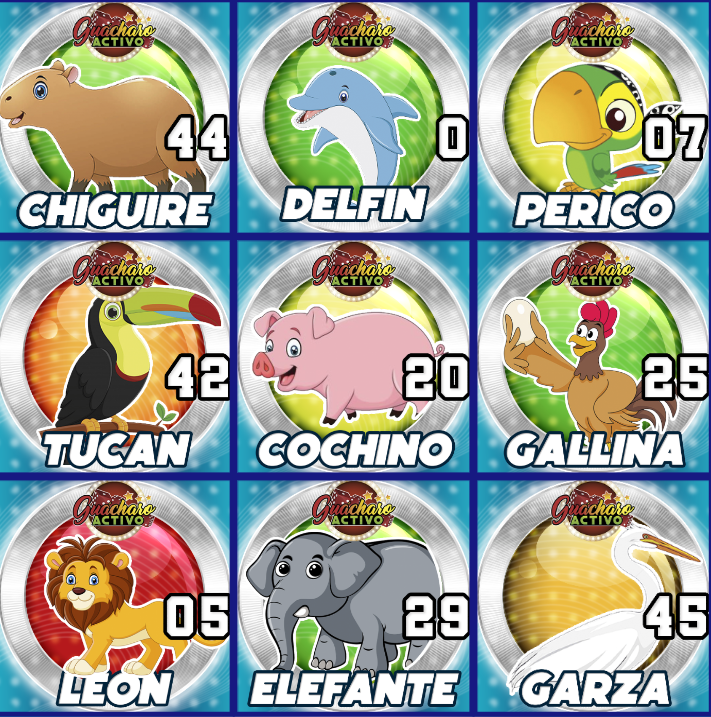 Guacharo
ACTIVO
44
CHIGUIRE
Guacharo
ACTIVO
0
DELFIN
Guacharo
ACTIVO
07
PERICO
Guacharo
ACTIVO
42
TUCAN
Guacharo
ACTIVO
20
COCHINO
Guacharo
ACTIVO
25
GALLINA
Guacharo
ACTIVO
05
LEON
Guacharo
ACTIVO
29
ELEFANTE
Guacharo
ACTIVO
45
GARZA